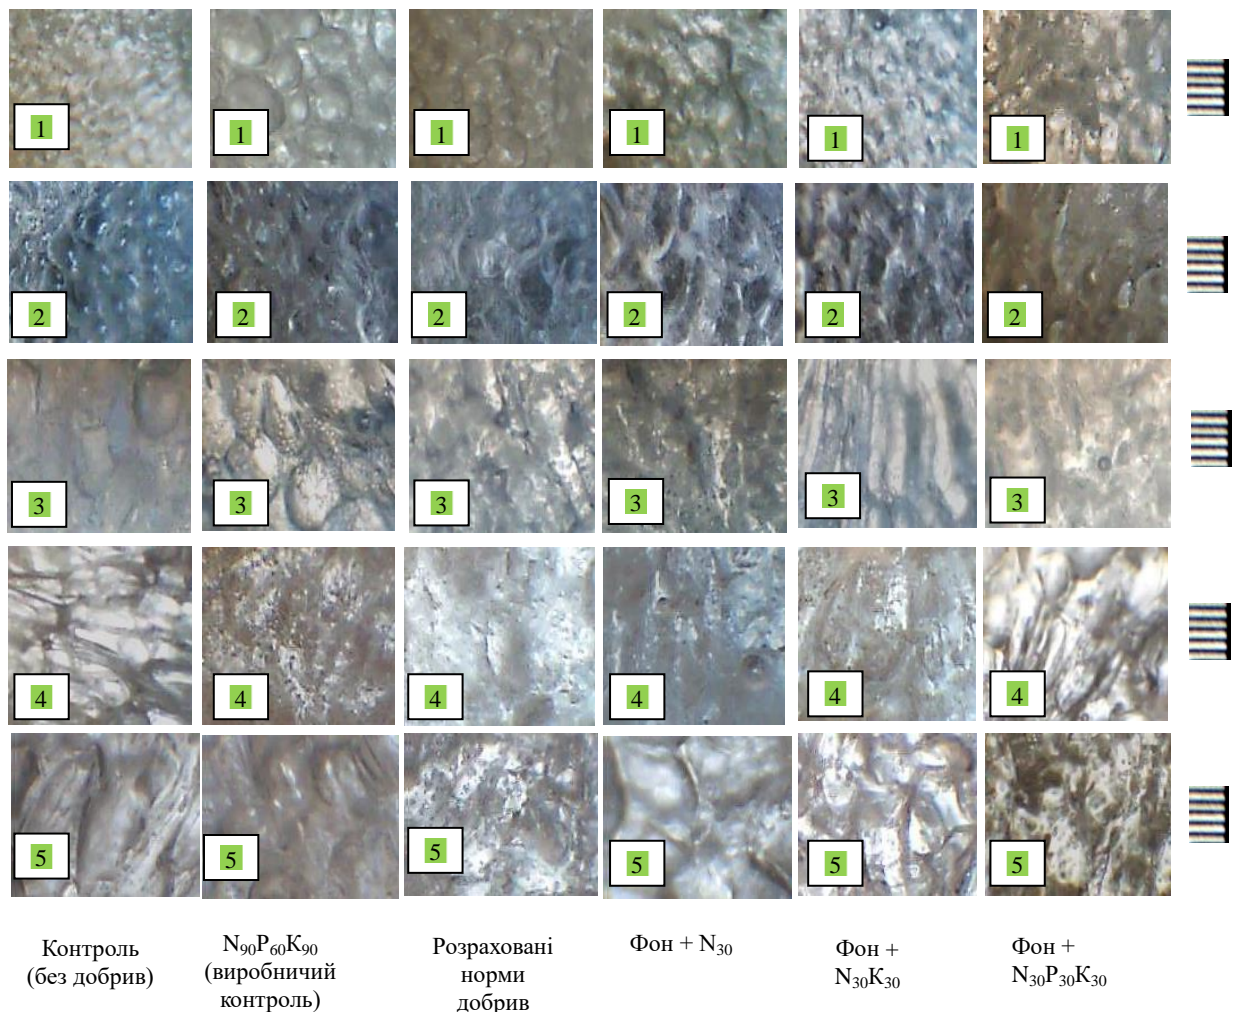 1 1 1 1 1 1
2 2 2 2 2 2
3 3 3 3 3 3
4 4 4 4 4 4
5 5 5 5 5 5
Контроль
(без добрив)
N₉₀P₆₀K₉₀
(виробничий
контроль)
Розраховані
норми
добрив
Фон + N₃₀
Фон +
N₃₀K₃₀
Фон +
N₃₀P₃₀K₃₀